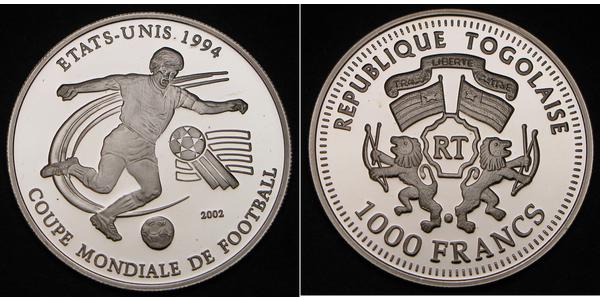 ETATS-UNIS 1994
2002
COUPE MONDIALE DE FOOTBALL
REPUBLIQUE TOGOLAISE
TRAVAIL LIBERTE PATRIE
RT
1000 FRANCS